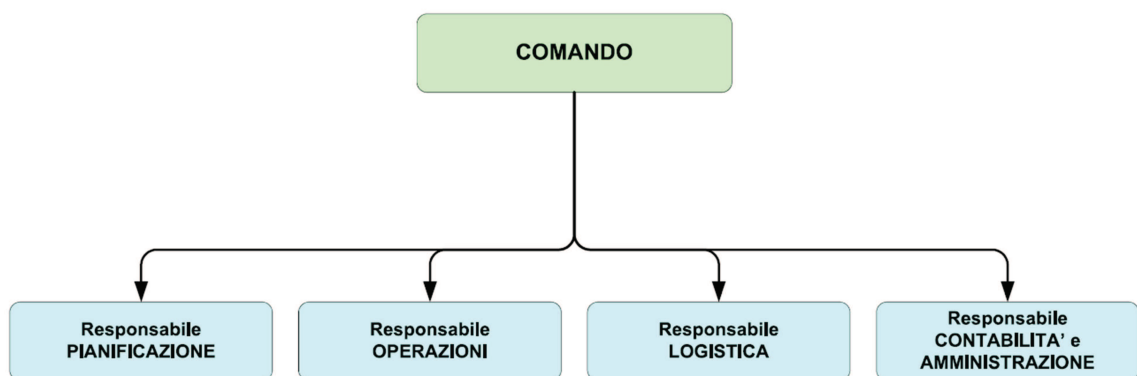 COMANDO
Responsabile
PIANIFICAZIONE
Responsabile
OPERAZIONI
Responsabile
LOGISTICA
Responsabile
CONTABILITA’ e
AMMINISTRAZIONE